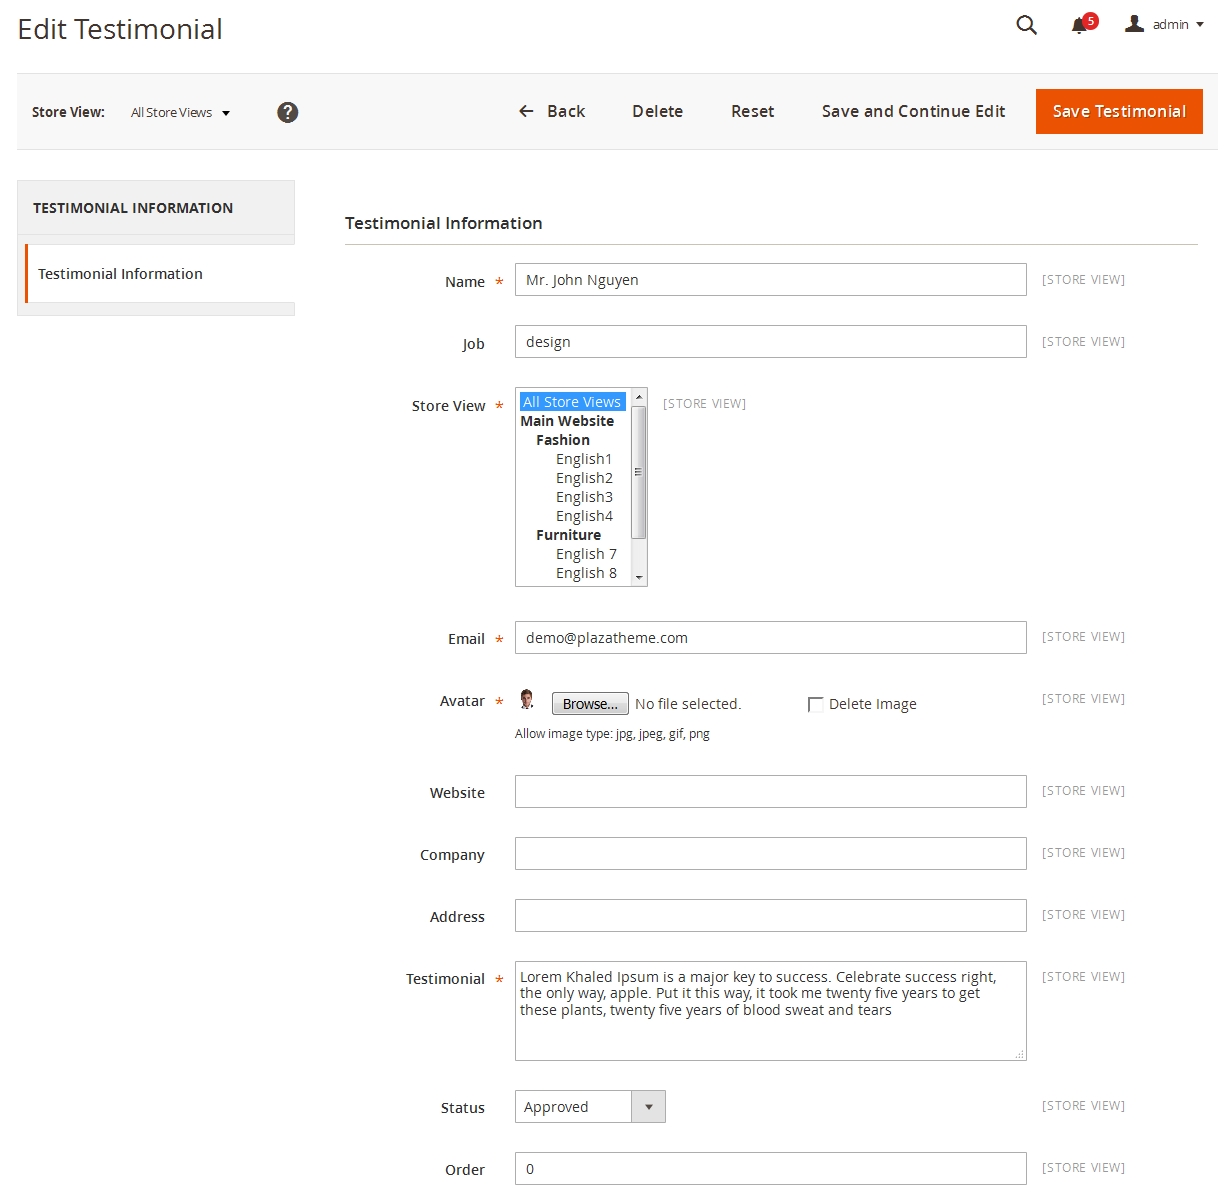 Edit Testimonial
5
admin
Store View: All Store Views ? Back Delete Reset Save and Continue Edit Save Testimonial
TESTIMONIAL INFORMATION
Testimonial Information
Testimonial Information
Name * Mr. John Nguyen [STORE VIEW]
Job design [STORE VIEW]
Store View * All Store Views [STORE VIEW]
Main Website
Fashion
English1
English2
English3
English4
Furniture
English 7
English 8
Email * demo@plazatheme.com [STORE VIEW]
Avatar * Browse... No file selected. Delete Image [STORE VIEW]
Allow image type: jpg, jpeg, gif, png
Website [STORE VIEW]
Company [STORE VIEW]
Address [STORE VIEW]
Testimonial * Lorem Khaled Ipsum is a major key to success. Celebrate success right, [STORE VIEW]
the only way, apple. Put it this way, it took me twenty five years to get
these plants, twenty five years of blood sweat and tears
Status Approved [STORE VIEW]
Order 0 [STORE VIEW]